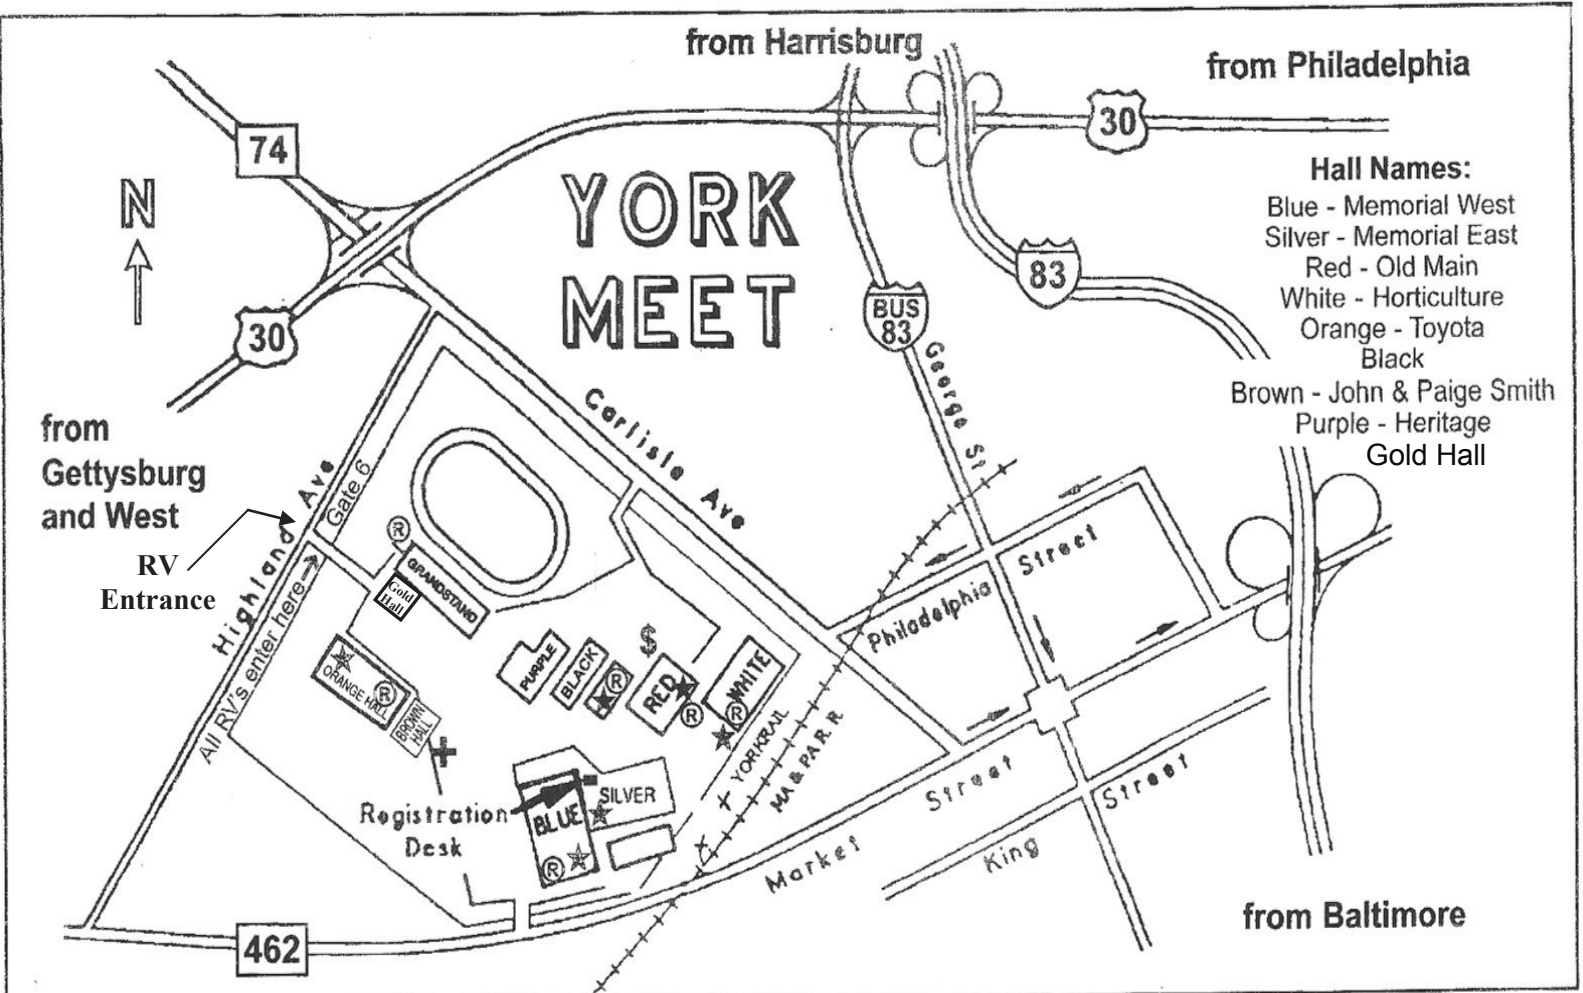 from Harrisburg
from Philadelphia
30
74
N
YORK
MEET
Hall Names:
Blue - Memorial West
Silver - Memorial East
Red - Old Main
White - Horticulture
Orange - Toyota
Black
Brown - John & Paige Smith
Purple - Heritage
Gold Hall
83
BUS
83
30
George St
Carlisle Ave
from
Gettysburg
and West
Highland Ave
Gate 6
RV
Entrance
All RV's enter here
R
GRANDSTAND
Gold
Hall
Philadelphia Street
ORANGE HALL
R
BROWN
HALL
PURPLE
BLACK
R
$
RED
R
WHITE
R
YORKRAIL
MA & PA R R
Registration
Desk
BLUE
SILVER
R
Market Street
King Street
from Baltimore
462